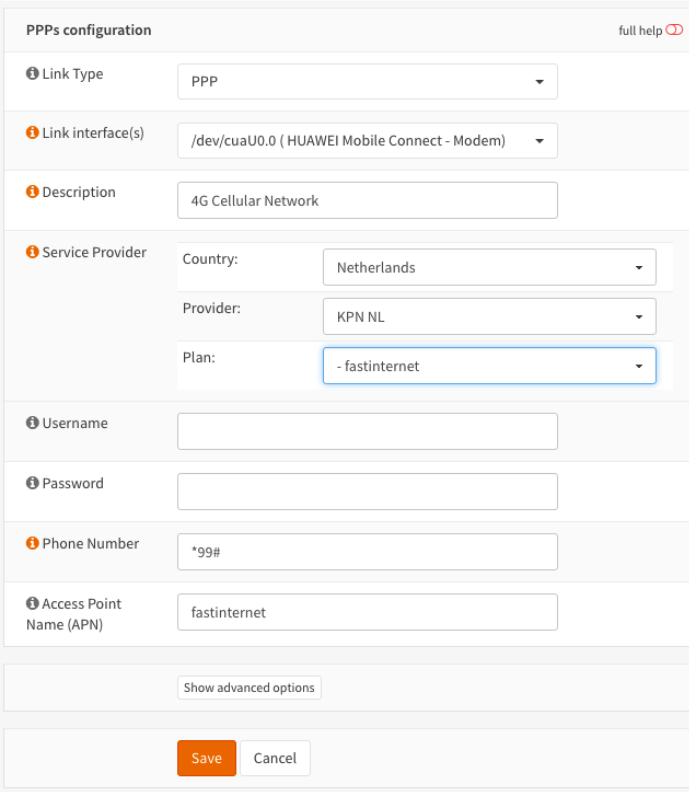 PPPs configuration
full help
Link Type
PPP
Link interface(s)
/dev/cuaU0.0 ( HUAWEI Mobile Connect - Modem)
Description
4G Cellular Network
Service Provider
Country:
Netherlands
Provider:
KPN NL
Plan:
- fastinternet
Username
Password
Phone Number
*99#
Access Point
Name (APN)
fastinternet
Show advanced options
Save
Cancel